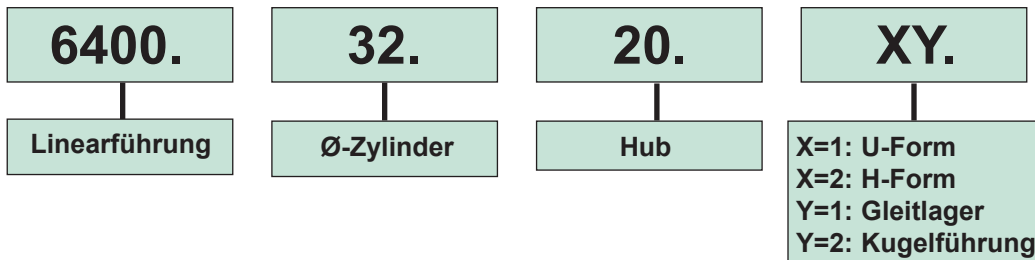 6400.
32.
20.
XY.
Linearführung
Ø-Zylinder
Hub
X=1: U-Form
X=2: H-Form
Y=1: Gleitlager
Y=2: Kugelführung